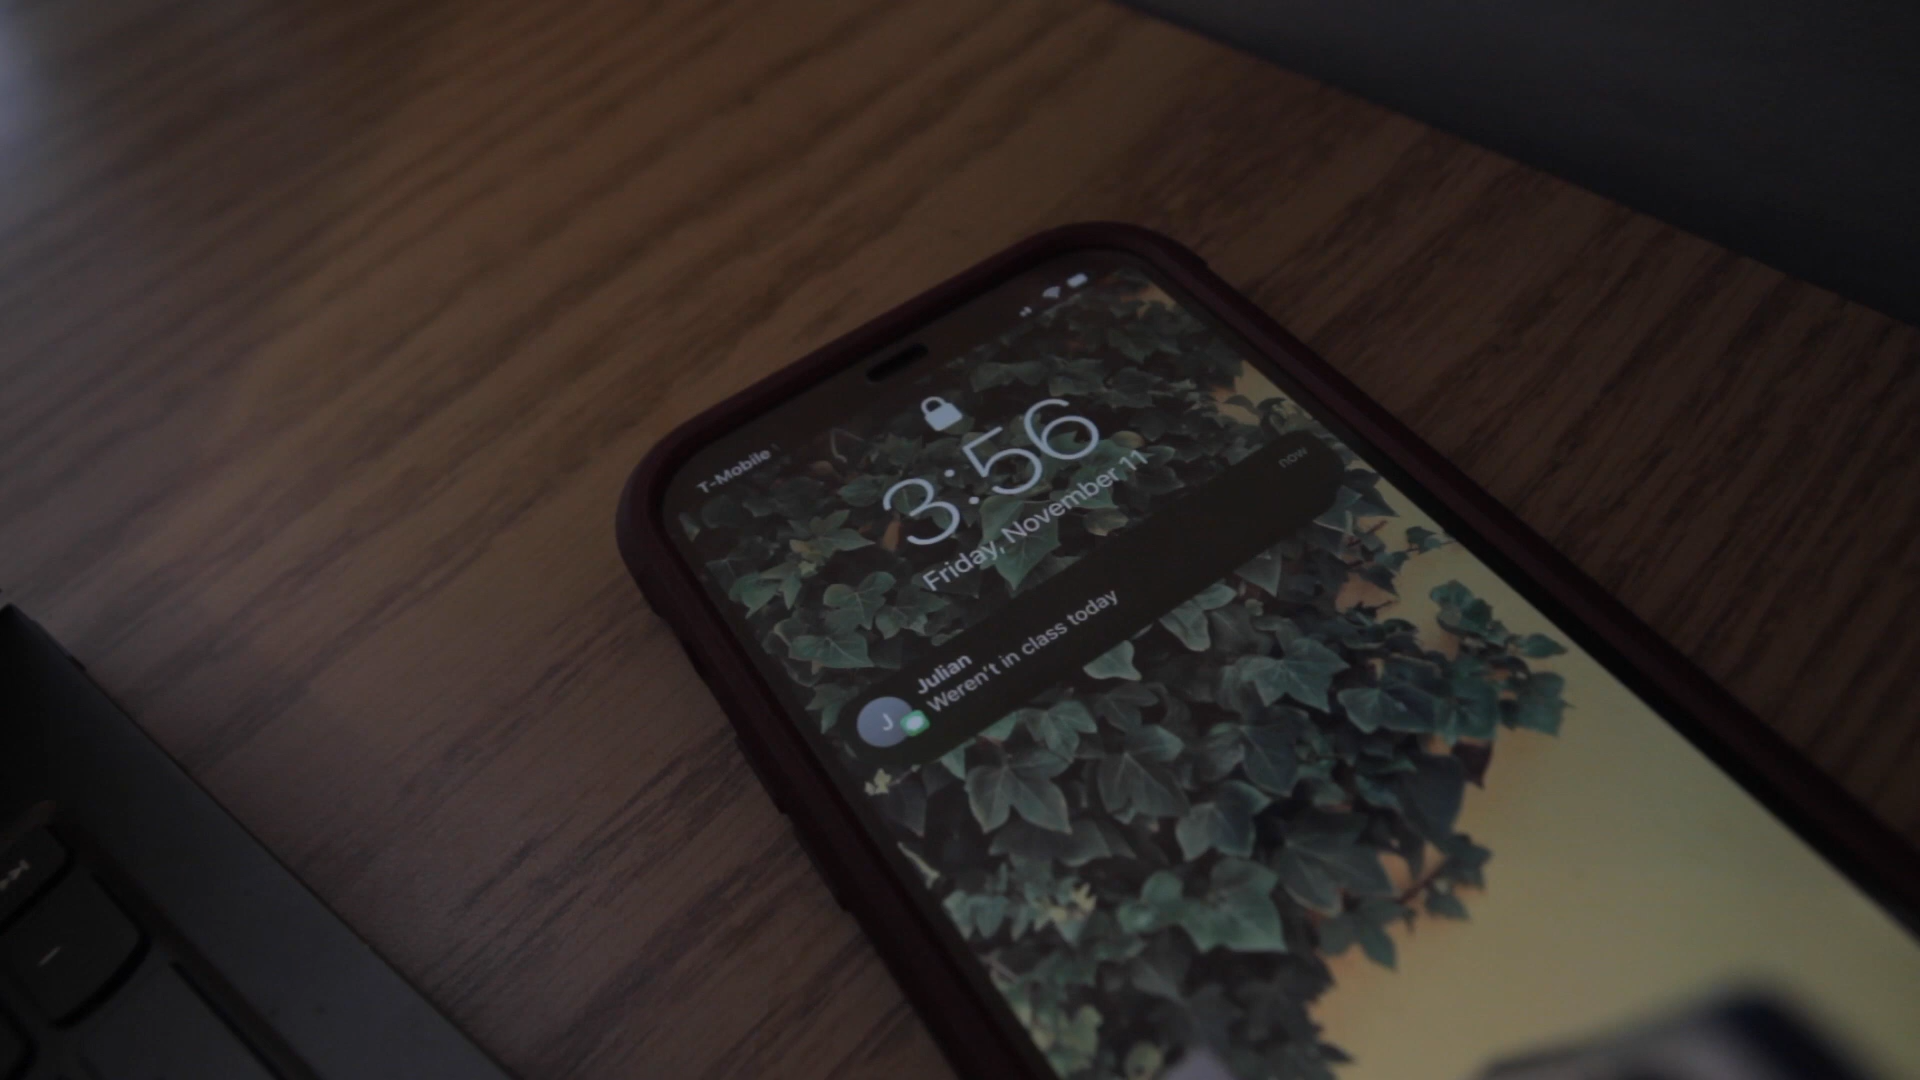 T-Mobile
3:56
Friday, November 11
now
Julian
Weren't in class today
J